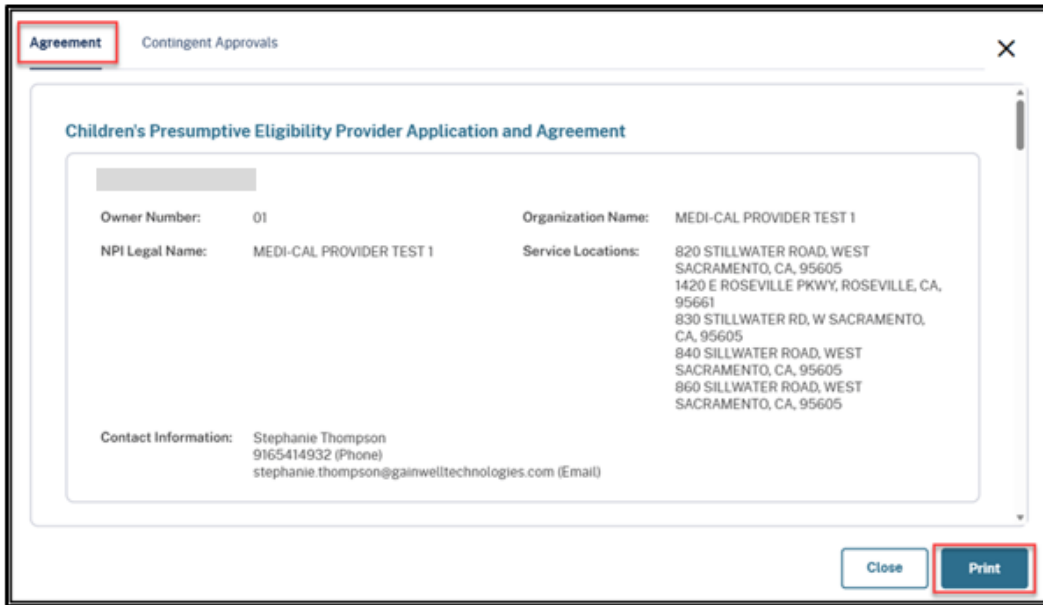 Agreement
Contingent Approvals
Children's Presumptive Eligibility Provider Application and Agreement
Owner Number: 01
Organization Name: MEDI-CAL PROVIDER TEST 1
NPI Legal Name: MEDI-CAL PROVIDER TEST 1
Service Locations: 820 STILLWATER ROAD, WEST
SACRAMENTO, CA, 95605
1420 E ROSEVILLE PKWY, ROSEVILLE, CA,
95661
830 STILLWATER RD, W SACRAMENTO,
CA, 95605
840 SILLWATER ROAD, WEST
SACRAMENTO, CA, 95605
860 SILLWATER ROAD, WEST
SACRAMENTO, CA, 95605
Contact Information: Stephanie Thompson
9165414932 (Phone)
stephanie.thompson@gainwelltechnologies.com (Email)
Close
Print